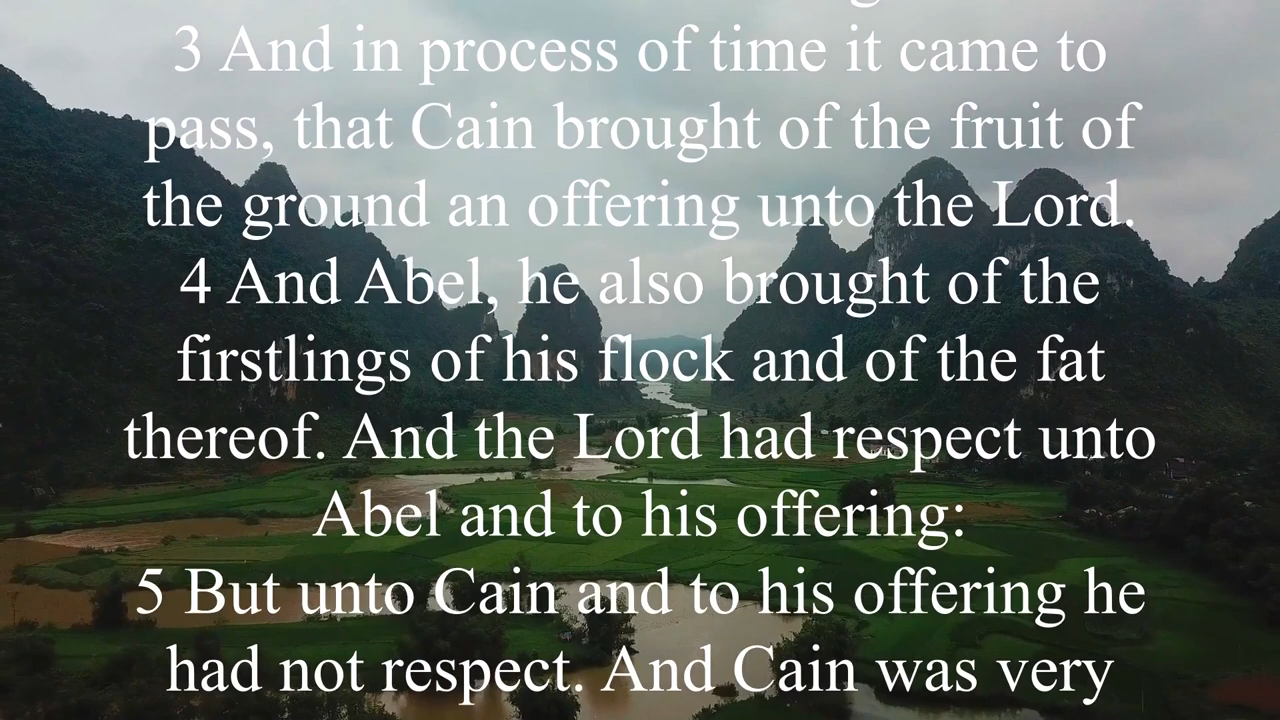 3 And in process of time it came to
pass, that Cain brought of the fruit of
the ground an offering unto the Lord.
4 And Abel, he also brought of the
firstlings of his flock and of the fat
thereof. And the Lord had respect unto
Abel and to his offering:
5 But unto Cain and to his offering he
had not respect. And Cain was very